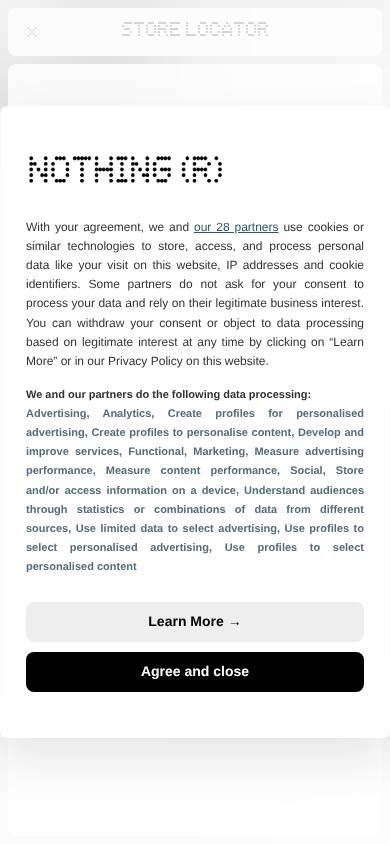 STORE LOCATOR
NOTHING (R)
With your agreement, we and our 28 partners use cookies or
similar technologies to store, access, and process personal
data like your visit on this website, IP addresses and cookie
identifiers. Some partners do not ask for your consent to
process your data and rely on their legitimate business interest.
You can withdraw your consent or object to data processing
based on legitimate interest at any time by clicking on “Learn
More” or in our Privacy Policy on this website.
We and our partners do the following data processing:
Advertising, Analytics, Create profiles for personalised
advertising, Create profiles to personalise content, Develop and
improve services, Functional, Marketing, Measure advertising
performance, Measure content performance, Social, Store
and/or access information on a device, Understand audiences
through statistics or combinations of data from different
sources, Use limited data to select advertising, Use profiles to
select personalised advertising, Use profiles to select
personalised content
Learn More →
Agree and close